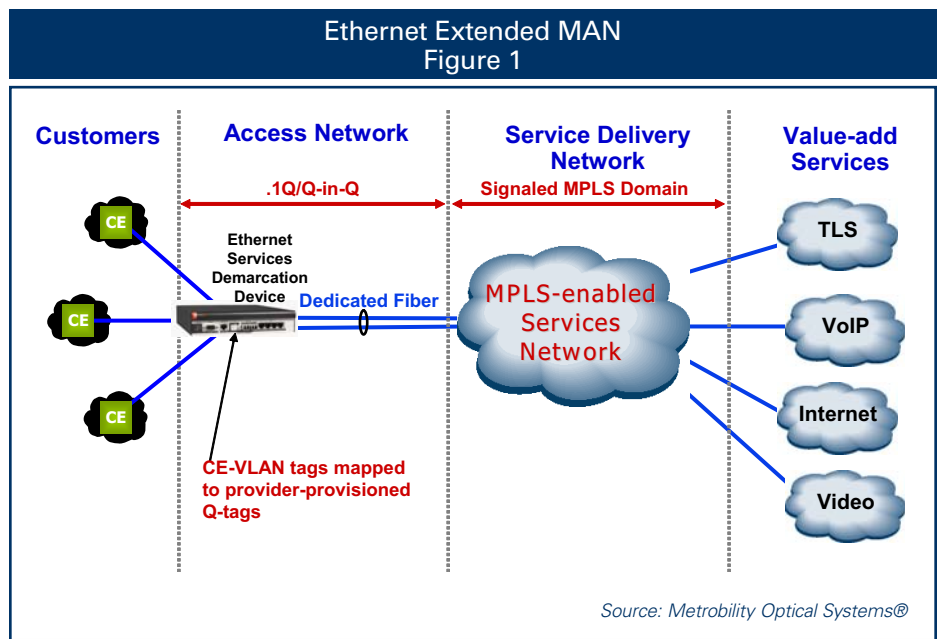 Ethernet Extended MAN
Figure 1
Customers
Access Network
Service Delivery
Network
Value-add
Services
.1Q/Q-in-Q
Signaled MPLS Domain
CE
CE
CE
Ethernet
Services
Demarcation
Device
Dedicated Fiber
MPLS-enabled
Services
Network
TLS
VoIP
Internet
Video
CE-VLAN tags mapped
to provider-provisioned
Q-tags
Source: Metrobility Optical Systems®